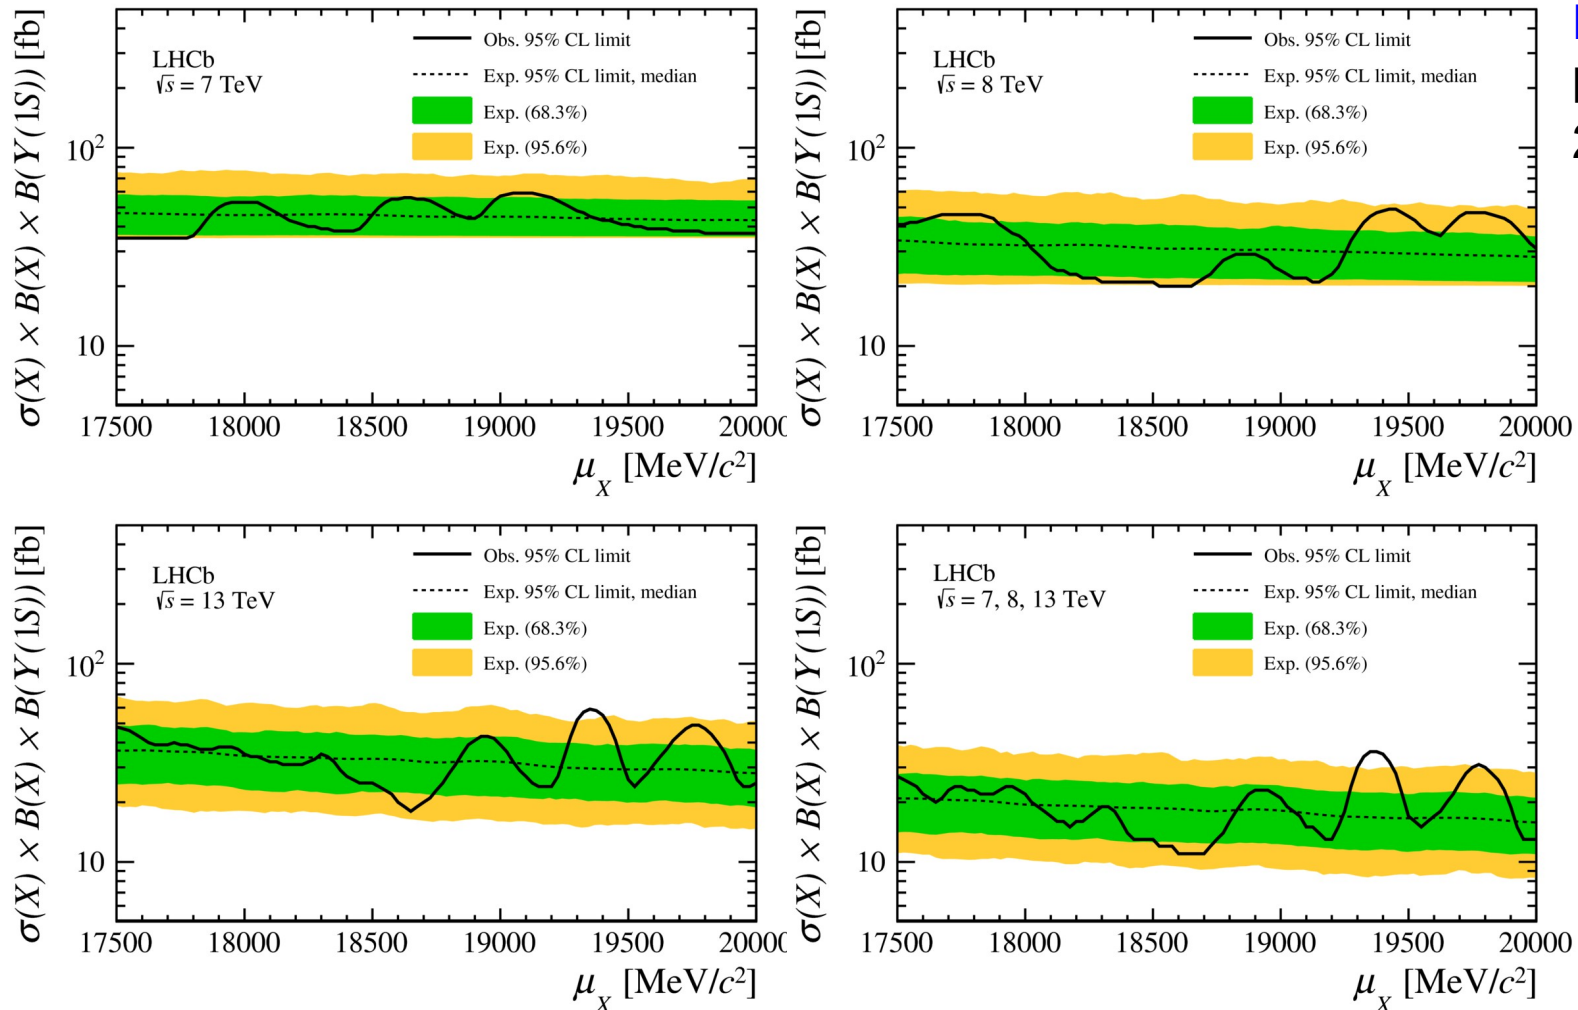 σ(X) × B(X) × B(Y(1S)) [fb]
LHCb
√s = 7 TeV
Obs. 95% CL limit
Exp. 95% CL limit, median
Exp. (68.3%)
Exp. (95.6%)
10²
10
17500 18000 18500 19000 19500 20000
μ_X [MeV/c²]
σ(X) × B(X) × B(Y(1S)) [fb]
LHCb
√s = 8 TeV
Obs. 95% CL limit
Exp. 95% CL limit, median
Exp. (68.3%)
Exp. (95.6%)
10²
10
17500 18000 18500 19000 19500 20000
μ_X [MeV/c²]
σ(X) × B(X) × B(Y(1S)) [fb]
LHCb
√s = 13 TeV
Obs. 95% CL limit
Exp. 95% CL limit, median
Exp. (68.3%)
Exp. (95.6%)
10²
10
17500 18000 18500 19000 19500 20000
μ_X [MeV/c²]
σ(X) × B(X) × B(Y(1S)) [fb]
LHCb
√s = 7, 8, 13 TeV
Obs. 95% CL limit
Exp. 95% CL limit, median
Exp. (68.3%)
Exp. (95.6%)
10²
10
17500 18000 18500 19000 19500 20000
μ_X [MeV/c²]